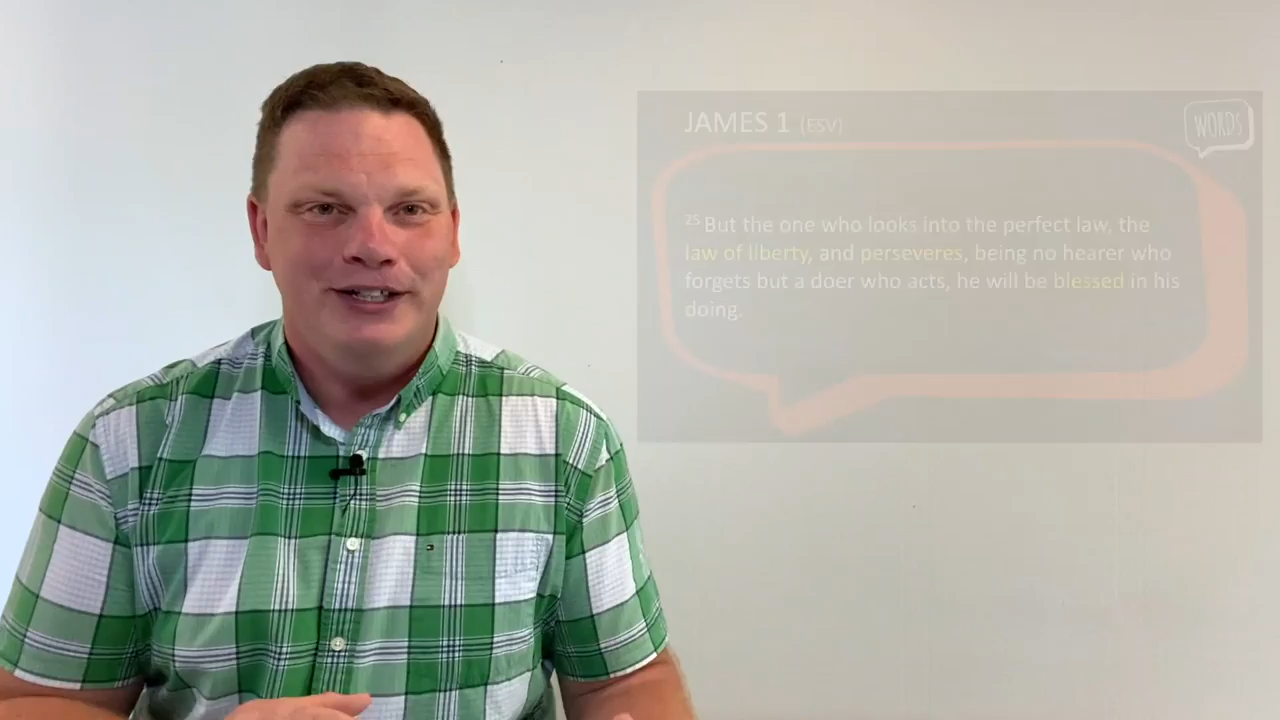 JAMES 1 (ESV)
WORDS
25 But the one who looks into the perfect law, the
law of liberty, and perseveres, being no hearer who
forgets but a doer who acts, he will be blessed in his
doing.